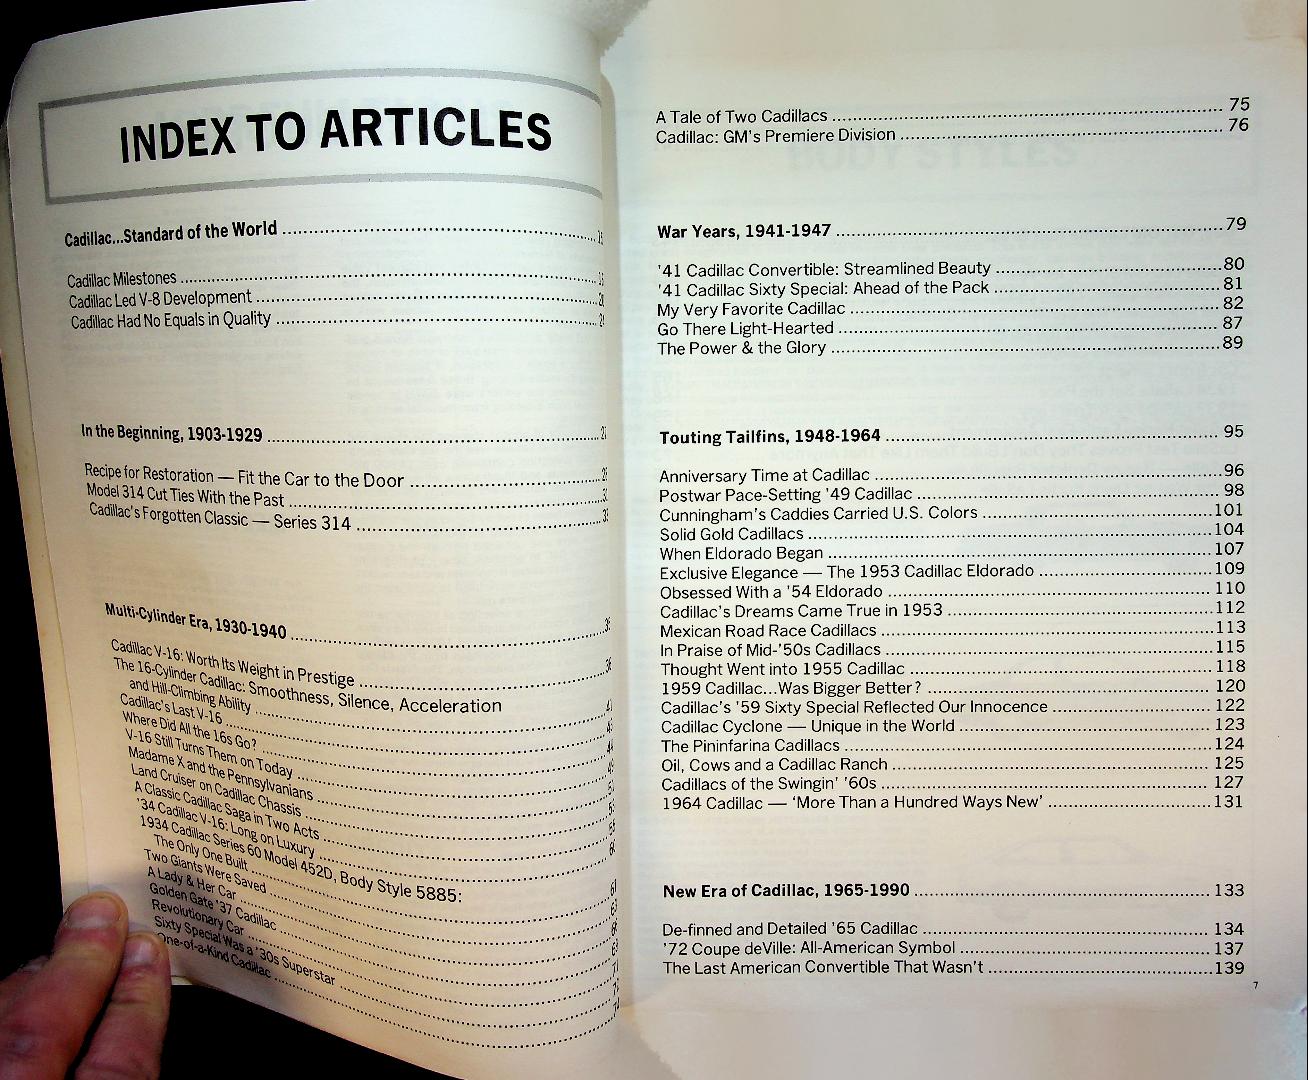 INDEX TO ARTICLES
Cadillac...Standard of the World
Cadillac Milestones
Cadillac Led V-8 Development
Cadillac Had No Equals in Quality
In the Beginning, 1903-1929
Recipe for Restoration — Fit the Car to the Door
Model 314 Cut Ties With the Past
Cadillac's Forgotten Classic — Series 314
Multi-Cylinder Era, 1930-1940
Cadillac V-16: Worth Its Weight in Prestige
The 16-Cylinder Cadillac: Smoothness, Silence, Acceleration
and Hill-Climbing Ability
Cadillac's Last V-16
Where Did All the 16s Go?
V-16 Still Turns Them on Today
Madame X and the Pennsylvanians
Land Cruiser on Cadillac Chassis
A Classic Cadillac Saga in Two Acts
'34 Cadillac V-16: Long on Luxury
1934 Cadillac Series 60 Model 452D, Body Style 5885:
The Only One Built
Two Giants Were Saved
A Lady & Her Car
Golden Gate '37 Cadillac
Revolutionary Car
Sixty Special Was a '30s Superstar
One-of-a-Kind Cadillac
A Tale of Two Cadillacs 75
Cadillac: GM's Premiere Division 76
War Years, 1941-1947 79
'41 Cadillac Convertible: Streamlined Beauty 80
'41 Cadillac Sixty Special: Ahead of the Pack 81
My Very Favorite Cadillac 82
Go There Light-Hearted 87
The Power & the Glory 89
Touting Tailfins, 1948-1964 95
Anniversary Time at Cadillac 96
Postwar Pace-Setting '49 Cadillac 98
Cunningham's Caddies Carried U.S. Colors 101
Solid Gold Cadillacs 104
When Eldorado Began 107
Exclusive Elegance — The 1953 Cadillac Eldorado 109
Obsessed With a '54 Eldorado 110
Cadillac's Dreams Came True in 1953 112
Mexican Road Race Cadillacs 113
In Praise of Mid-'50s Cadillacs 115
Thought Went into 1955 Cadillac 118
1959 Cadillac...Was Bigger Better? 120
Cadillac's '59 Sixty Special Reflected Our Innocence 122
Cadillac Cyclone — Unique in the World 123
The Pininfarina Cadillacs 124
Oil, Cows and a Cadillac Ranch 125
Cadillacs of the Swingin' '60s 127
1964 Cadillac — 'More Than a Hundred Ways New' 131
New Era of Cadillac, 1965-1990 133
De-finned and Detailed '65 Cadillac 134
'72 Coupe deVille: All-American Symbol 137
The Last American Convertible That Wasn't 139
7